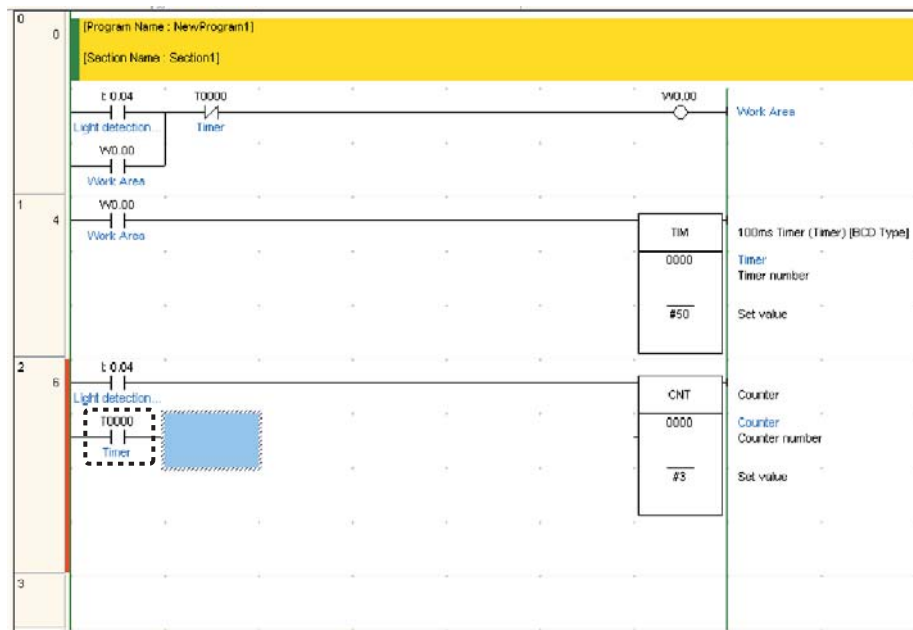 0
0
[Program Name : NewProgram1]
[Section Name : Section1]
I: 0.04 T0000 W0.00
Light detection... Timer Work Area
W0.00
Work Area
1
4
W0.00
Work Area
TIM 100ms Timer (Timer) [BCD Type]
0000 Timer
Timer number
#50 Set value
2
6
I: 0.04
Light detection...
CNT Counter
T0000
Timer
0000 Counter
Counter number
#3 Set value
3